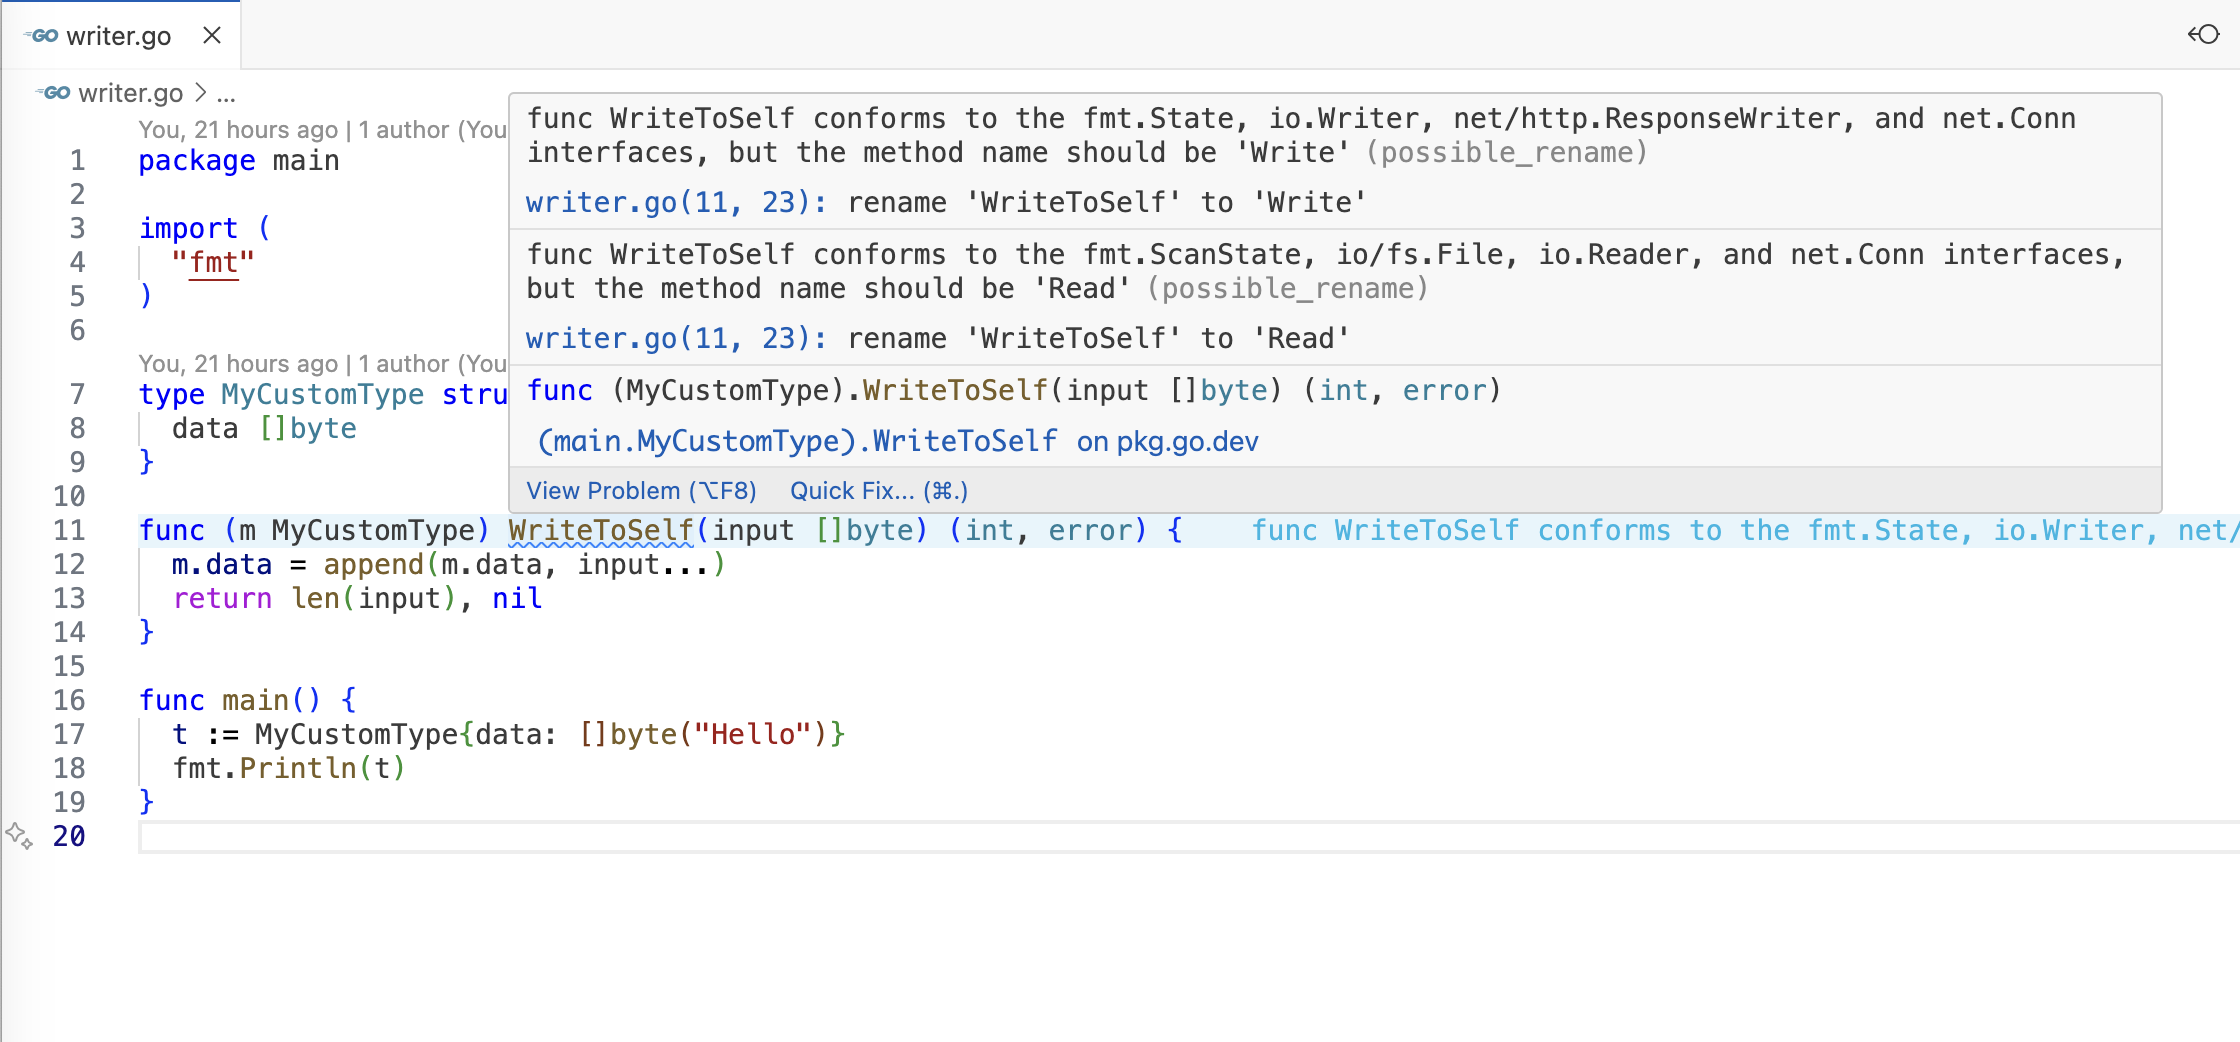 GO writer.go
GO writer.go > ...
You, 21 hours ago | 1 author (You
1 package main
2
3 import (
4 "fmt"
5 )
6
You, 21 hours ago | 1 author (You
7 type MyCustomType stru
8 data []byte
9 }
10
func WriteToSelf conforms to the fmt.State, io.Writer, net/http.ResponseWriter, and net.Conn
interfaces, but the method name should be 'Write' (possible_rename)
writer.go(11, 23): rename 'WriteToSelf' to 'Write'
func WriteToSelf conforms to the fmt.ScanState, io/fs.File, io.Reader, and net.Conn interfaces,
but the method name should be 'Read' (possible_rename)
writer.go(11, 23): rename 'WriteToSelf' to 'Read'
func (MyCustomType).WriteToSelf(input []byte) (int, error)
(main.MyCustomType).WriteToSelf on pkg.go.dev
View Problem (⌥F8) Quick Fix... (⌘.)
11 func (m MyCustomType) WriteToSelf(input []byte) (int, error) { func WriteToSelf conforms to the fmt.State, io.Writer, net/
12 m.data = append(m.data, input...)
13 return len(input), nil
14 }
15
16 func main() {
17 t := MyCustomType{data: []byte("Hello")}
18 fmt.Println(t)
19 }
20